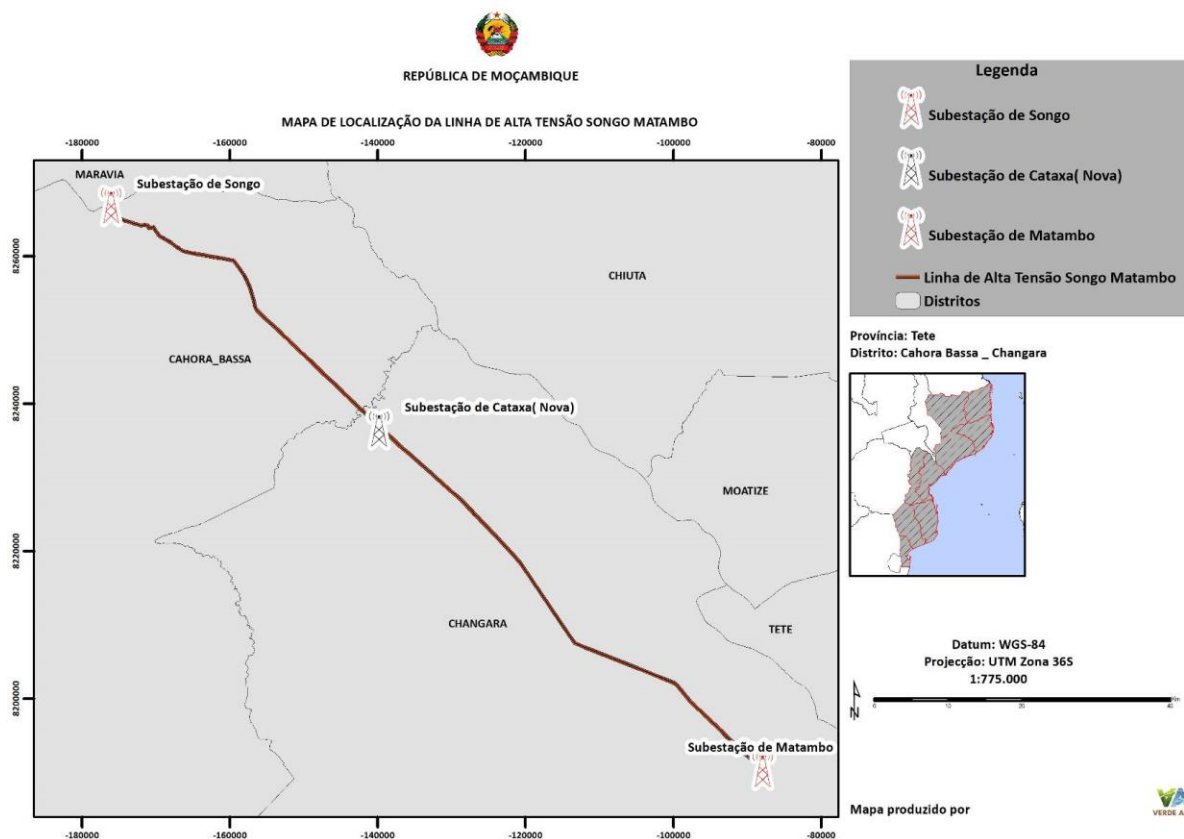 REPÚBLICA DE MOÇAMBIQUE
MAPA DE LOCALIZAÇÃO DA LINHA DE ALTA TENSÃO SONGO MATAMBO
-180000 -160000 -140000 -120000 -100000 -80000
MARAVIA
Subestação de Songo
8260000
CHIUTA
CAHORA_BASSA
8240000
Subestação de Cataxa( Nova)
MOATIZE
8220000
CHANGARA
TETE
8200000
Subestação de Matambo
-180000 -160000 -140000 -120000 -100000 -80000
Legenda
Subestação de Songo
Subestação de Cataxa( Nova)
Subestação de Matambo
Linha de Alta Tensão Songo Matambo
Distritos
Província: Tete
Distrito: Cahora Bassa _ Changara
Datum: WGS-84
Projecção: UTM Zona 36S
1:775.000
N
0 10 20 40
Mapa produzido por